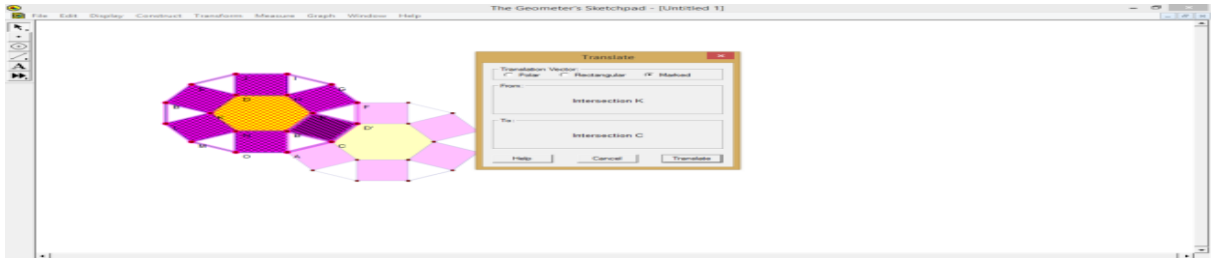 The Geometer's Sketchpad - [Untitled 1]
File Edit Display Construct Transform Measure Graph Window Help
A
Translate
Translation Vector:
Polar Rectangular Marked
From:
Intersection K
To:
Intersection C
Help Cancel Translate
I
G
F
D
B
D'
C
M
O
A